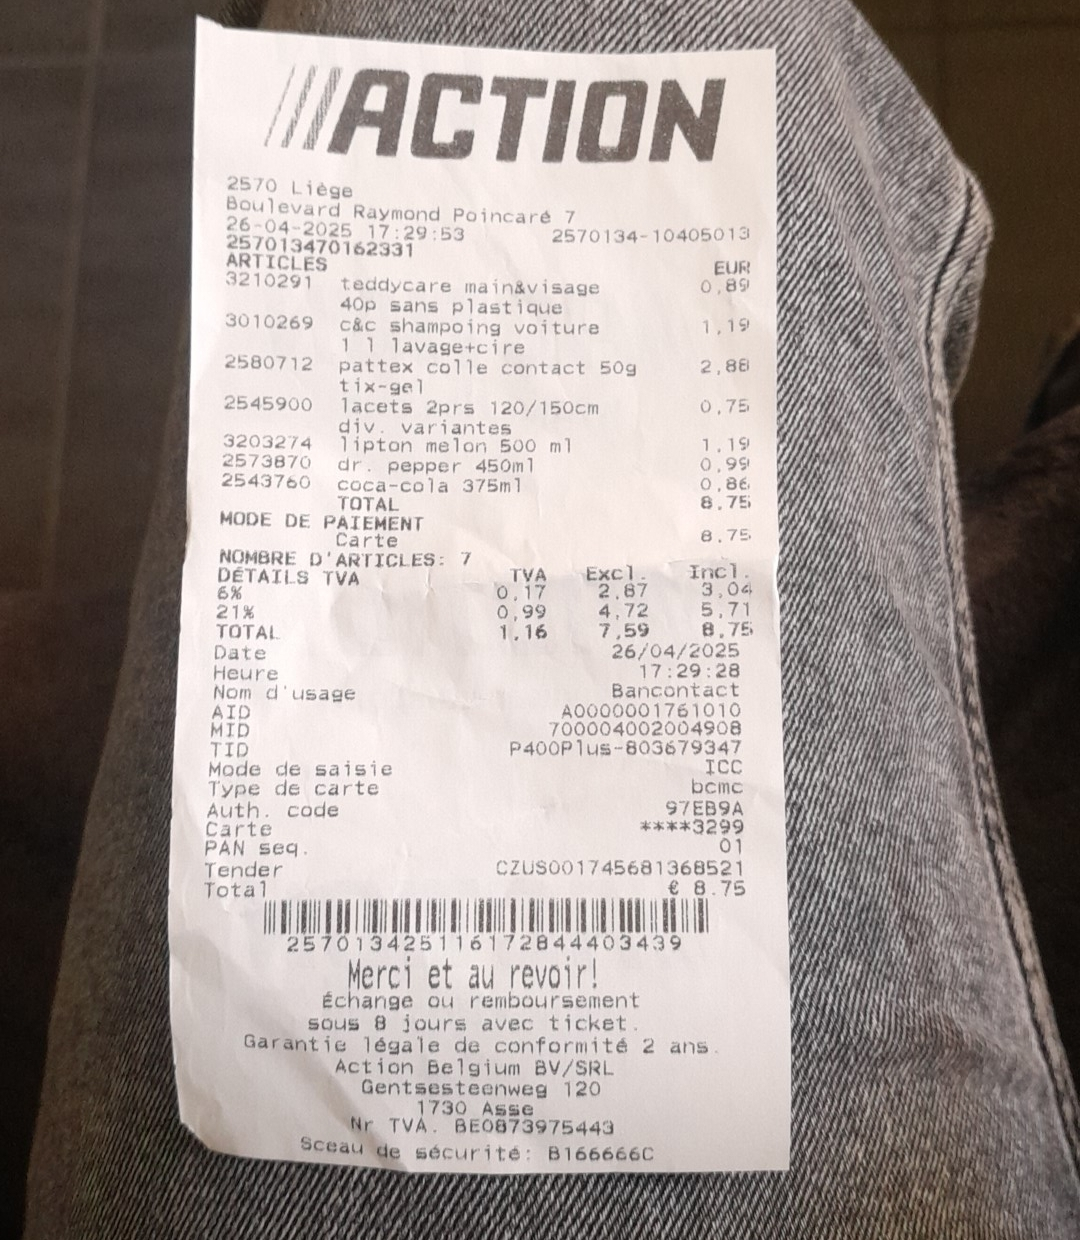 ACTION
2570 Liège
Boulevard Raymond Poincaré 7
26-04-2025 17:29:53 2570134-10405013
257013470162331
ARTICLES EUR
3210291 teddycare main&visage 0,89
40p sans plastique
3010269 c&c shampoing voiture 1,19
1 l lavage+cire
2580712 pattex colle contact 50g 2,88
tix-gel
2545900 lacets 2prs 120/150cm 0,75
div. variantes
3203274 lipton melon 500 ml 1,19
2573870 dr. pepper 450ml 0,99
2543760 coca-cola 375ml 0,86
TOTAL 8.75
MODE DE PAIEMENT
Carte 8.75
NOMBRE D'ARTICLES: 7
DÉTAILS TVA TVA Excl. Incl.
6% 0,17 2,87 3,04
21% 0,99 4,72 5,71
TOTAL 1,16 7,59 8,75
Date 26/04/2025
Heure 17:29:28
Nom d'usage Bancontact
AID A0000001761010
MID 700004002004908
TID P400Plus-803679347
Mode de saisie ICC
Type de carte bcmc
Auth. code 97EB9A
Carte ****3299
PAN seq. 01
Tender CZUS001745681368521
Total € 8.75
2570134251161728444034​39
Merci et au revoir!
Échange ou remboursement
sous 8 jours avec ticket.
Garantie légale de conformité 2 ans.
Action Belgium BV/SRL
Gentsesteenweg 120
1730 Asse
Nr TVA. BE0873975443
Sceau de sécurité: B166666C